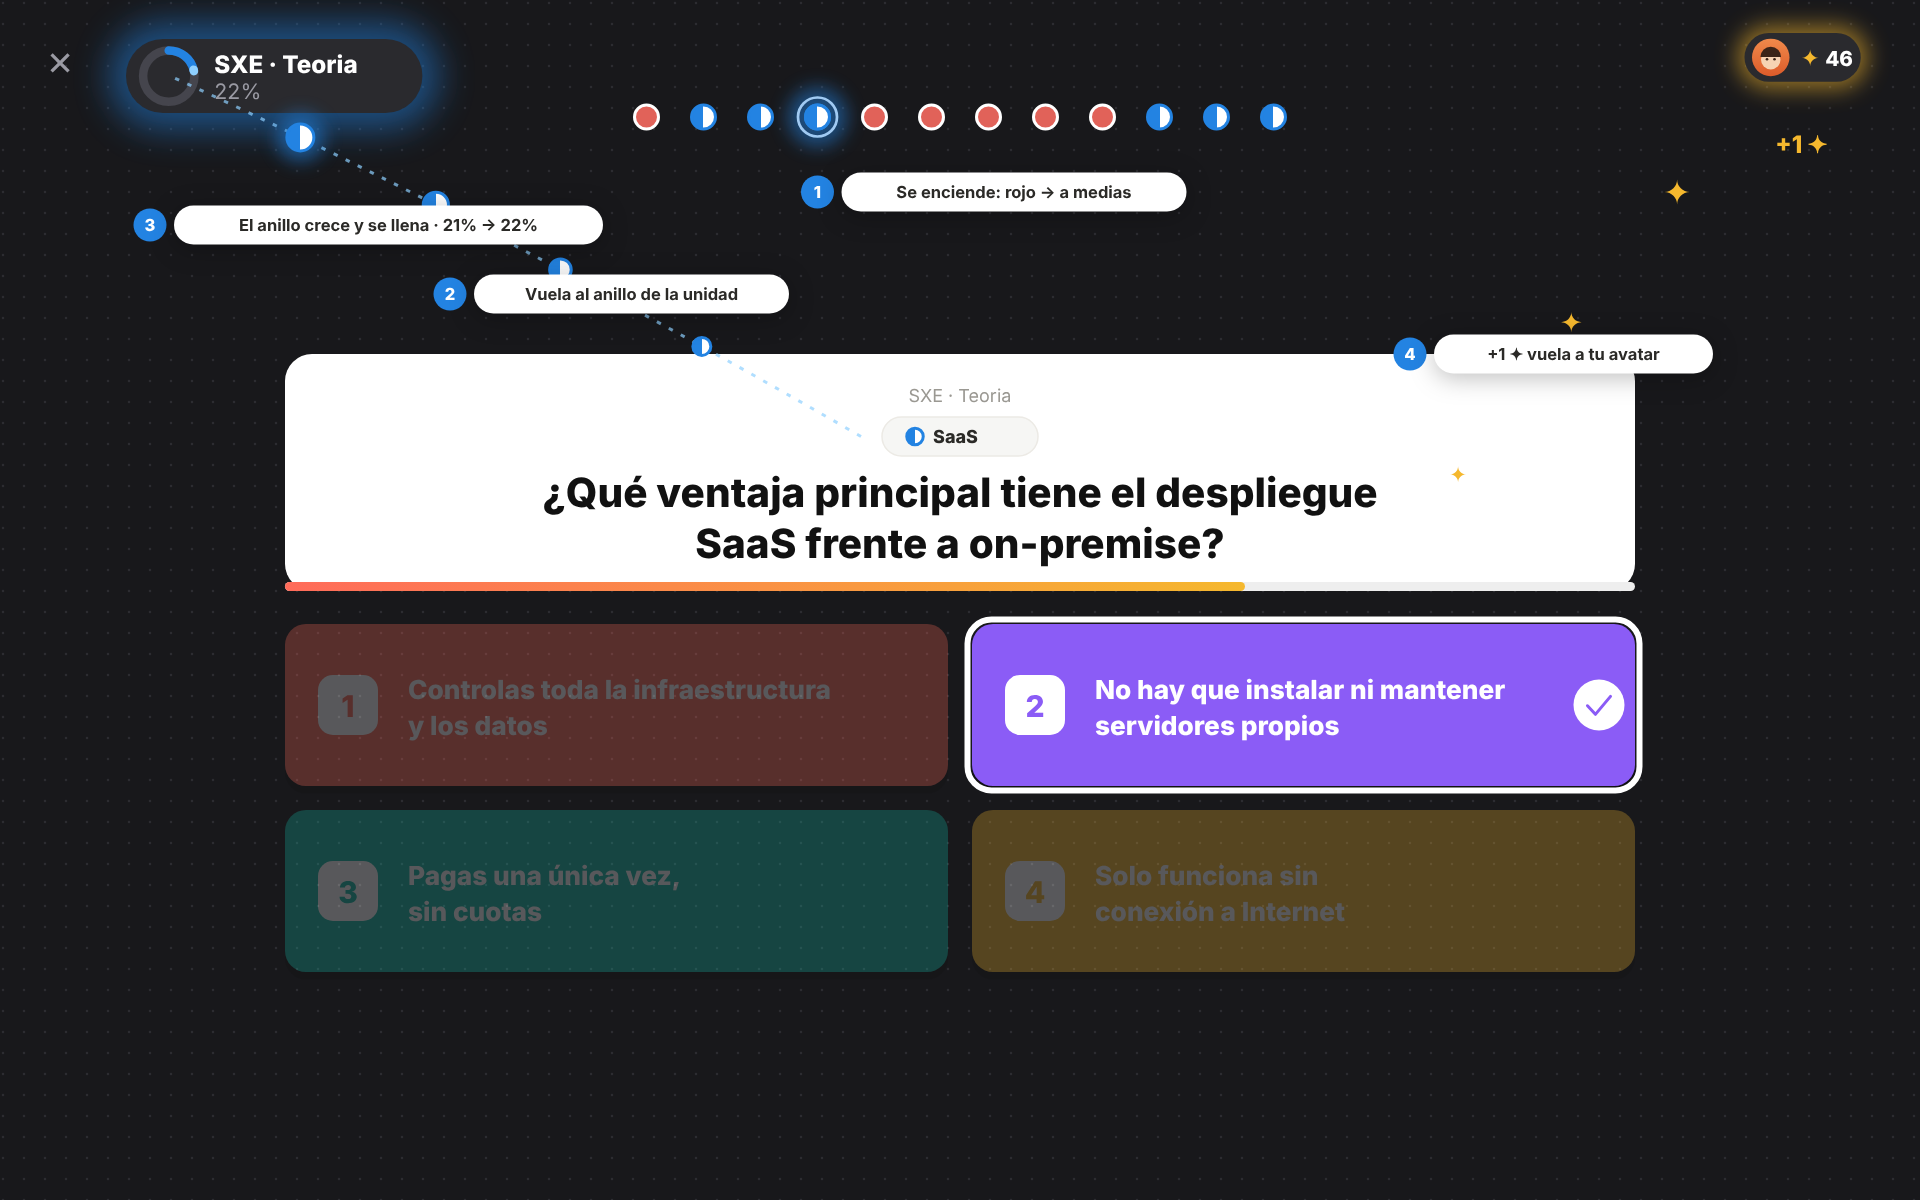 SXE · Teoria
22%
✦ 46
+1 ✦
1 Se enciende: rojo → a medias
3 El anillo crece y se llena · 21% → 22%
2 Vuela al anillo de la unidad
4 +1 ✦ vuela a tu avatar
SXE · Teoria
SaaS
¿Qué ventaja principal tiene el despliegue
SaaS frente a on-premise?
1 Controlas toda la infraestructura
y los datos
2 No hay que instalar ni mantener
servidores propios
3 Pagas una única vez,
sin cuotas
4 Solo funciona sin
conexión a Internet